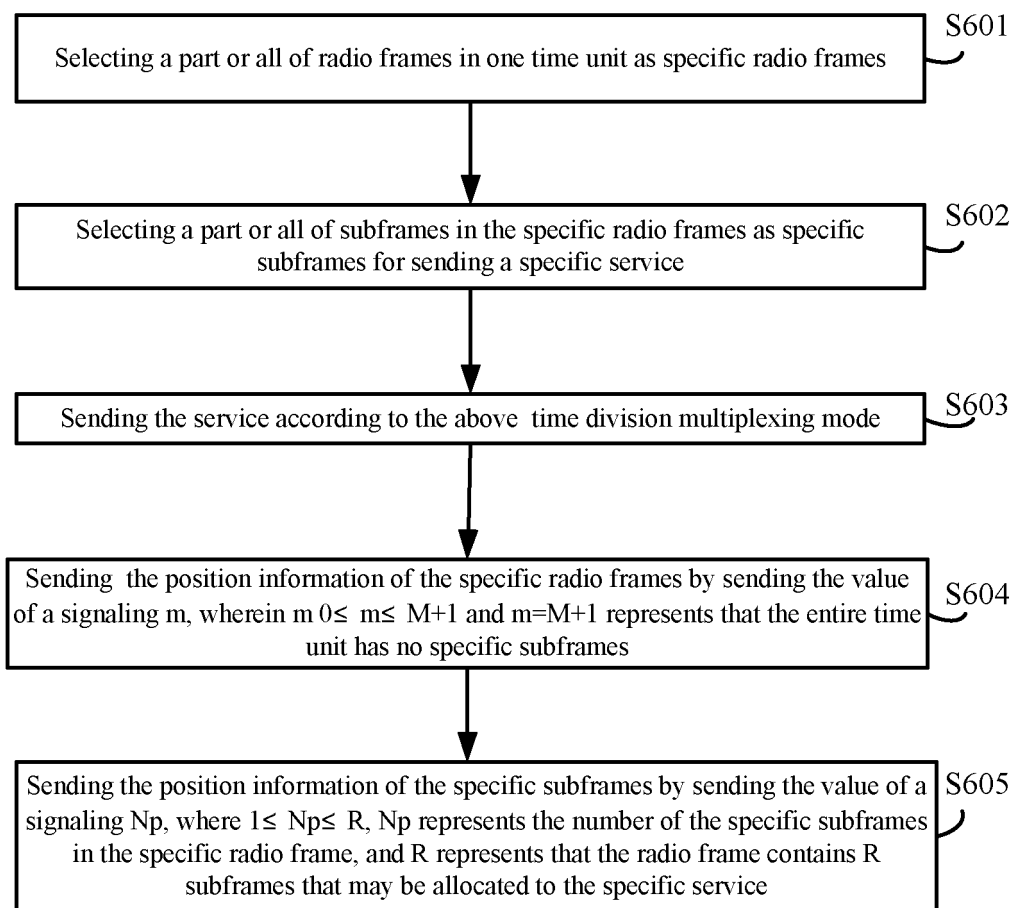 S601
Selecting a part or all of radio frames in one time unit as specific radio frames
S602
Selecting a part or all of subframes in the specific radio frames as specific
subframes for sending a specific service
S603
Sending the service according to the above time division multiplexing mode
S604
Sending the position information of the specific radio frames by sending the value
of a signaling m, wherein m 0≤ m≤ M+1 and m=M+1 represents that the entire time
unit has no specific subframes
S605
Sending the position information of the specific subframes by sending the value of a
signaling Np, where 1≤ Np≤ R, Np represents the number of the specific subframes
in the specific radio frame, and R represents that the radio frame contains R
subframes that may be allocated to the specific service